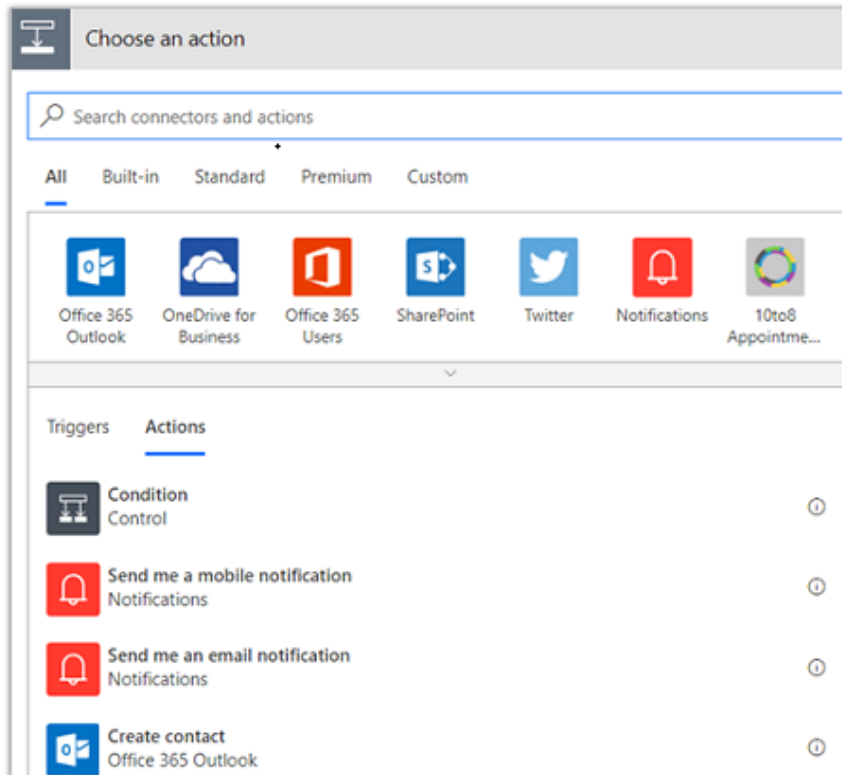 Choose an action
Search connectors and actions
All Built-in Standard Premium Custom
Office 365 Outlook
OneDrive for Business
Office 365 Users
SharePoint
Twitter
Notifications
10to8 Appointme...
Triggers Actions
Condition
Control
Send me a mobile notification
Notifications
Send me an email notification
Notifications
Create contact
Office 365 Outlook